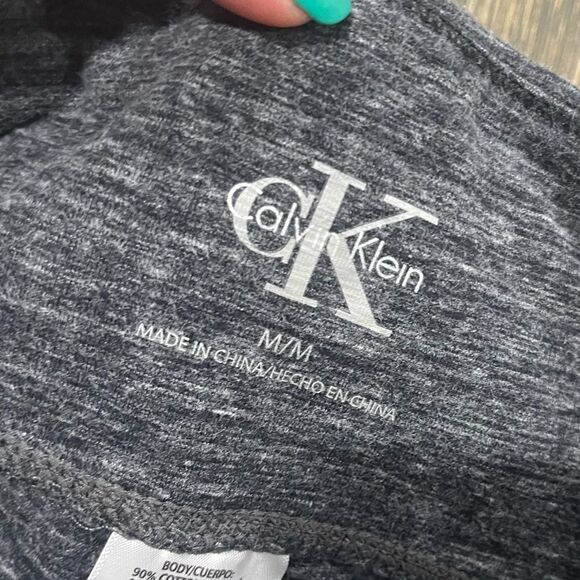 CK
Calvin Klein
M/M
MADE IN CHINA/HECHO EN CHINA
BODY/CUERPO:
90% COTTON